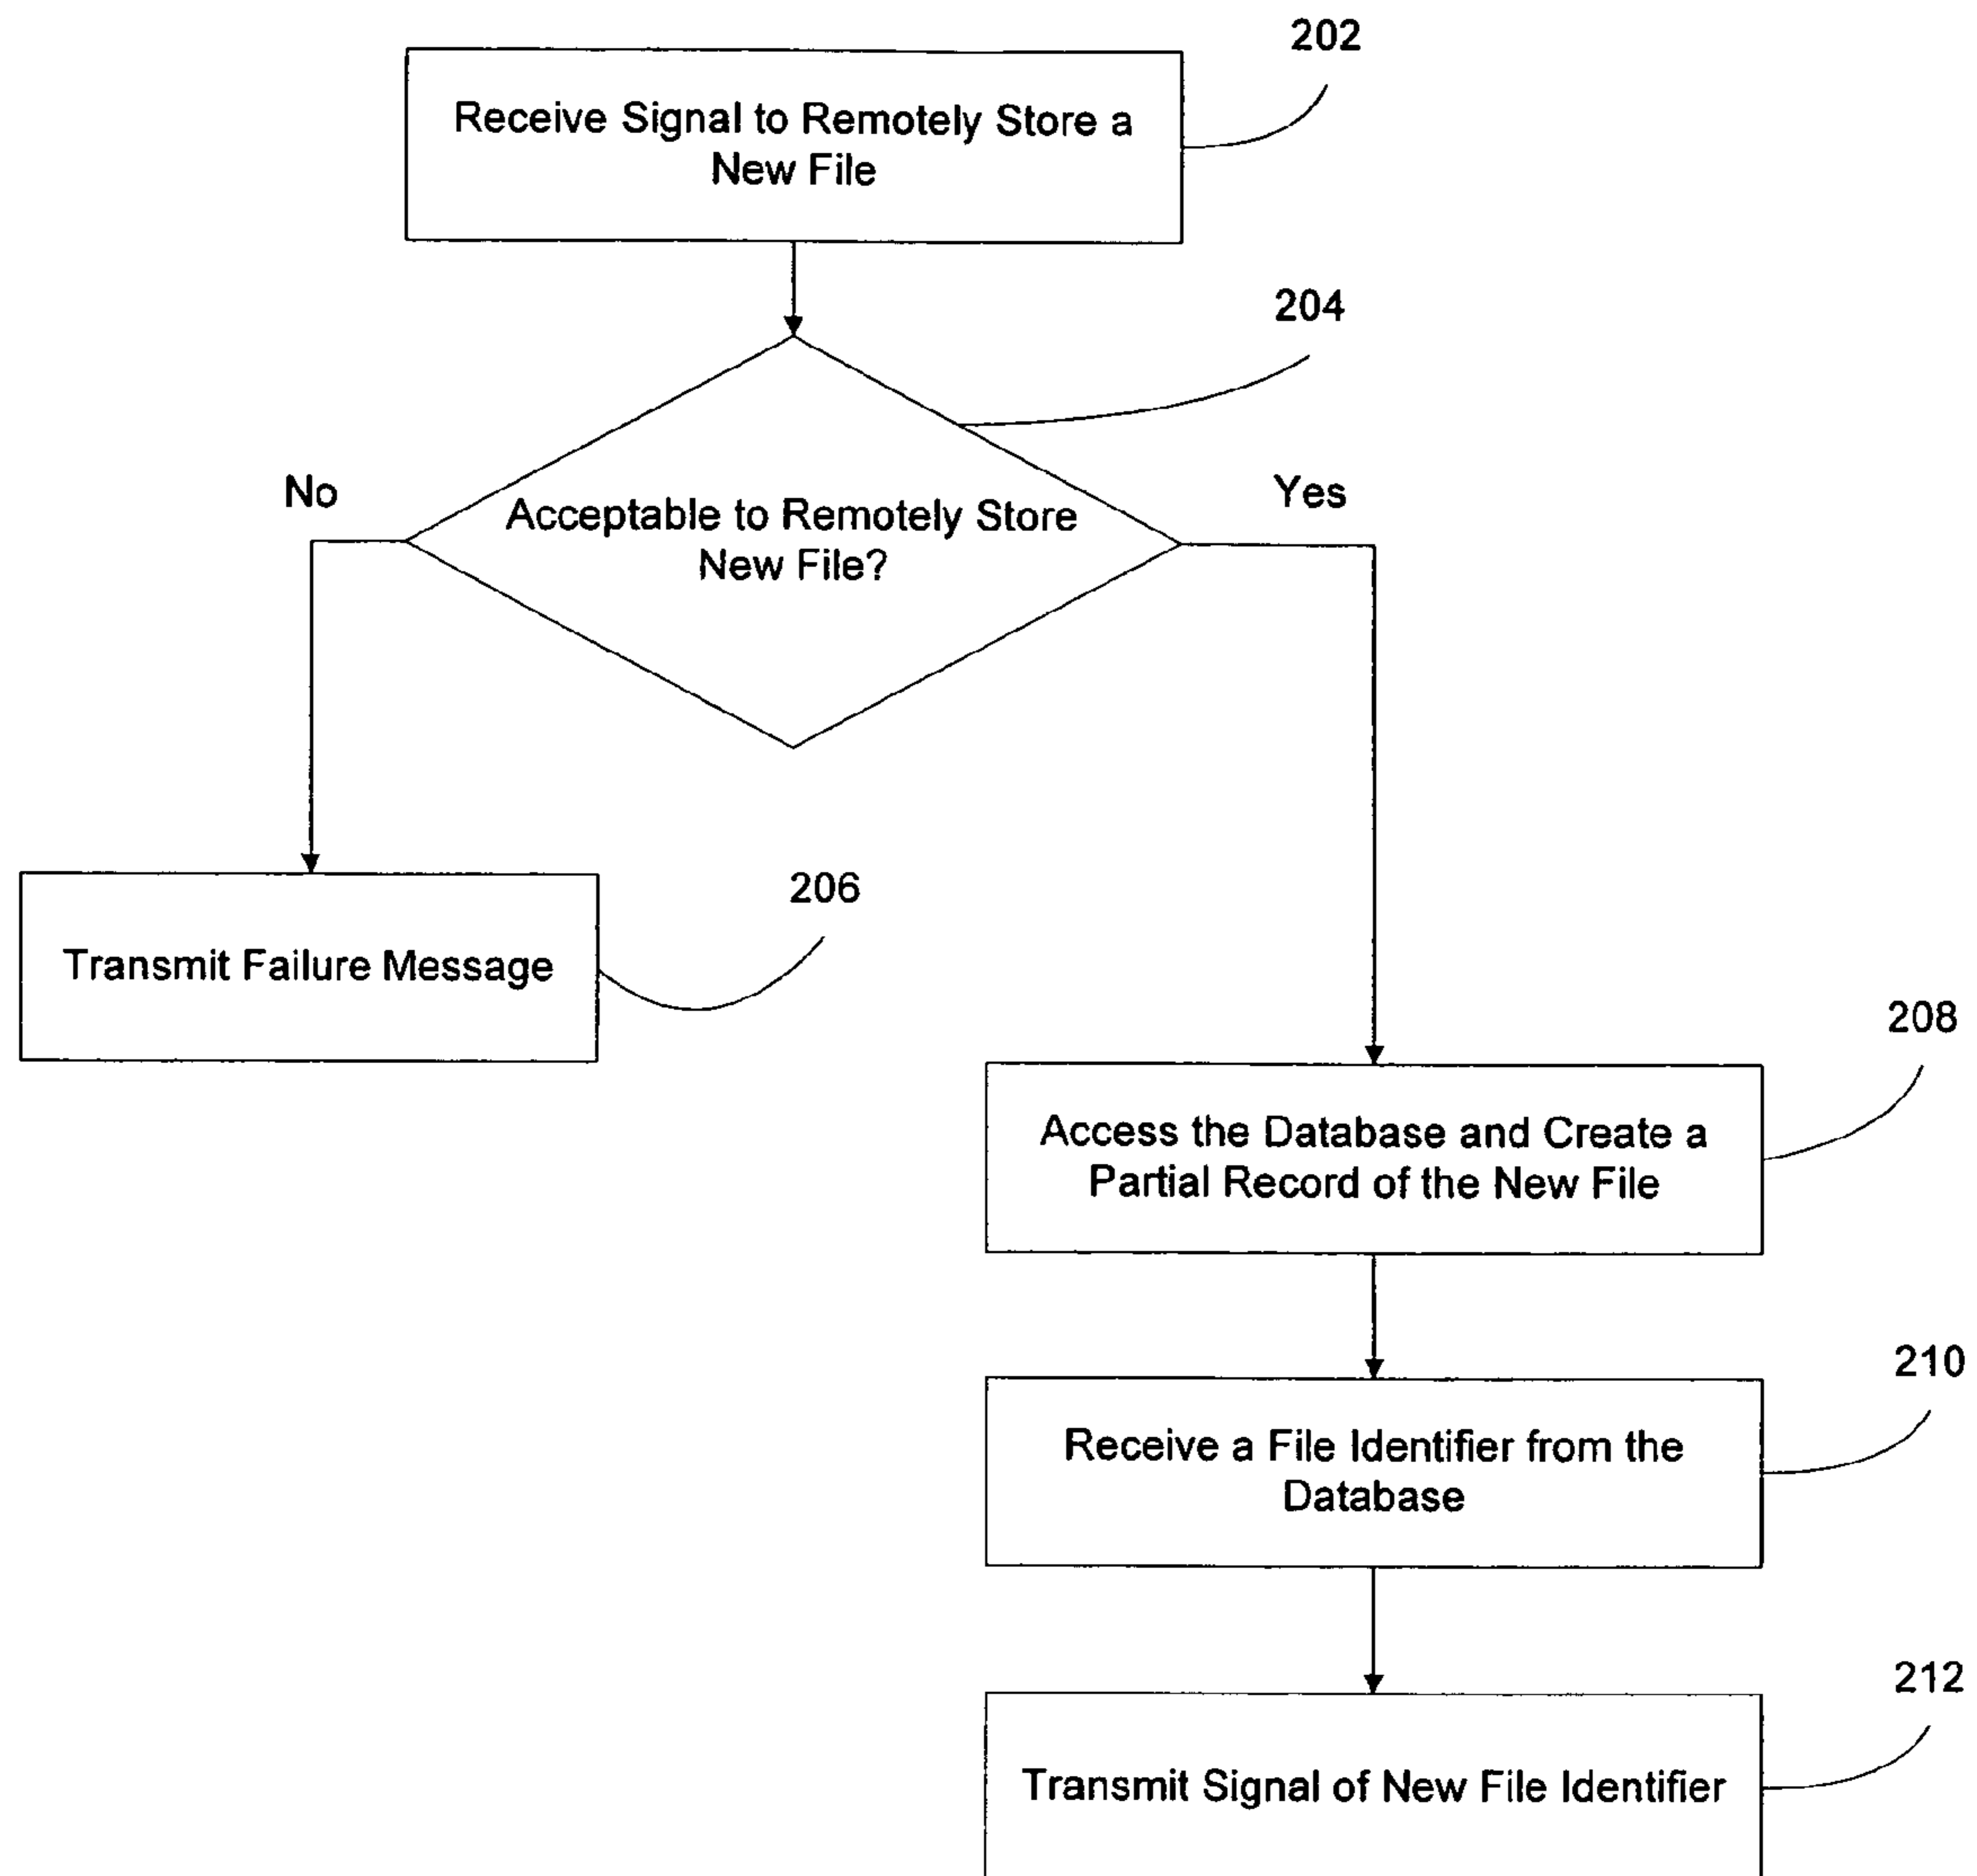 202
Receive Signal to Remotely Store a
New File
204
No
Yes
Acceptable to Remotely Store
New File?
206
Transmit Failure Message
208
Access the Database and Create a
Partial Record of the New File
210
Receive a File Identifier from the
Database
212
Transmit Signal of New File Identifier